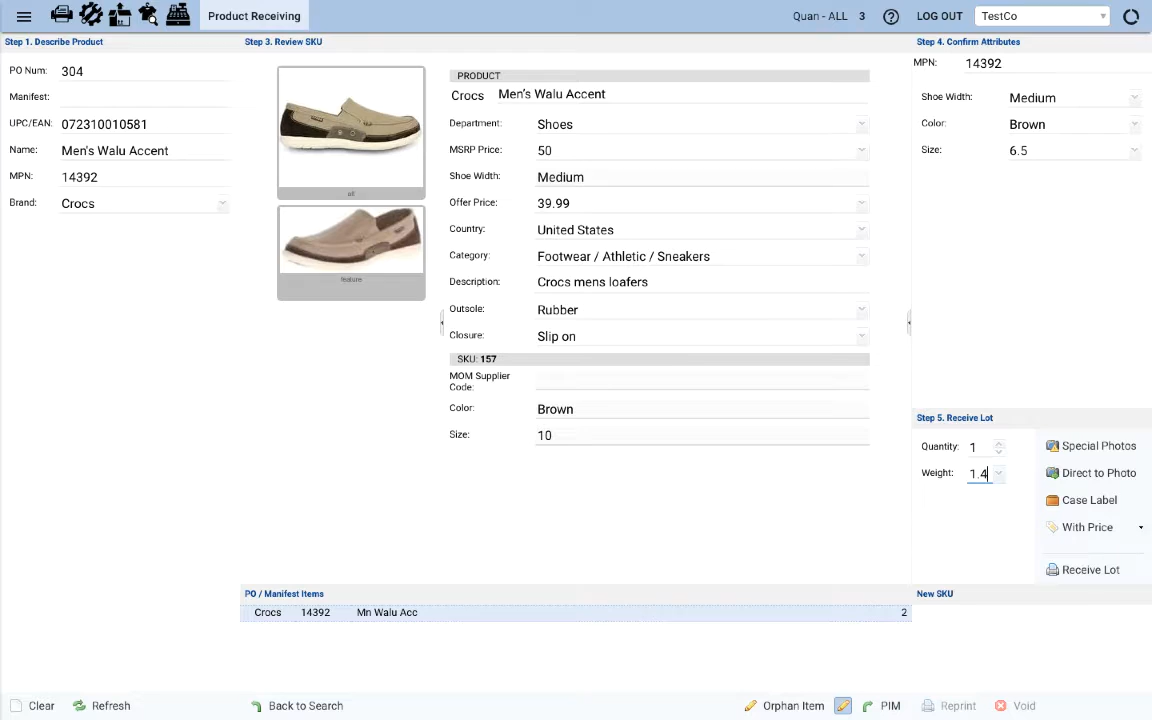 Product Receiving
Quan - ALL 3
LOG OUT
TestCo
Step 1. Describe Product
PO Num: 304
Manifest:
UPC/EAN: 072310010581
Name: Men's Walu Accent
MPN: 14392
Brand: Crocs
Step 3. Review SKU
all
feature
PRODUCT
Crocs Men's Walu Accent
Department: Shoes
MSRP Price: 50
Shoe Width: Medium
Offer Price: 39.99
Country: United States
Category: Footwear / Athletic / Sneakers
Description: Crocs mens loafers
Outsole: Rubber
Closure: Slip on
SKU: 157
MOM Supplier
Code:
Color: Brown
Size: 10
Step 4. Confirm Attributes
MPN: 14392
Shoe Width: Medium
Color: Brown
Size: 6.5
Step 5. Receive Lot
Quantity: 1
Weight: 1.4
Special Photos
Direct to Photo
Case Label
With Price
Receive Lot
PO / Manifest Items
Crocs 14392 Mn Walu Acc 2
New SKU
Clear
Refresh
Back to Search
Orphan Item
PIM
Reprint
Void